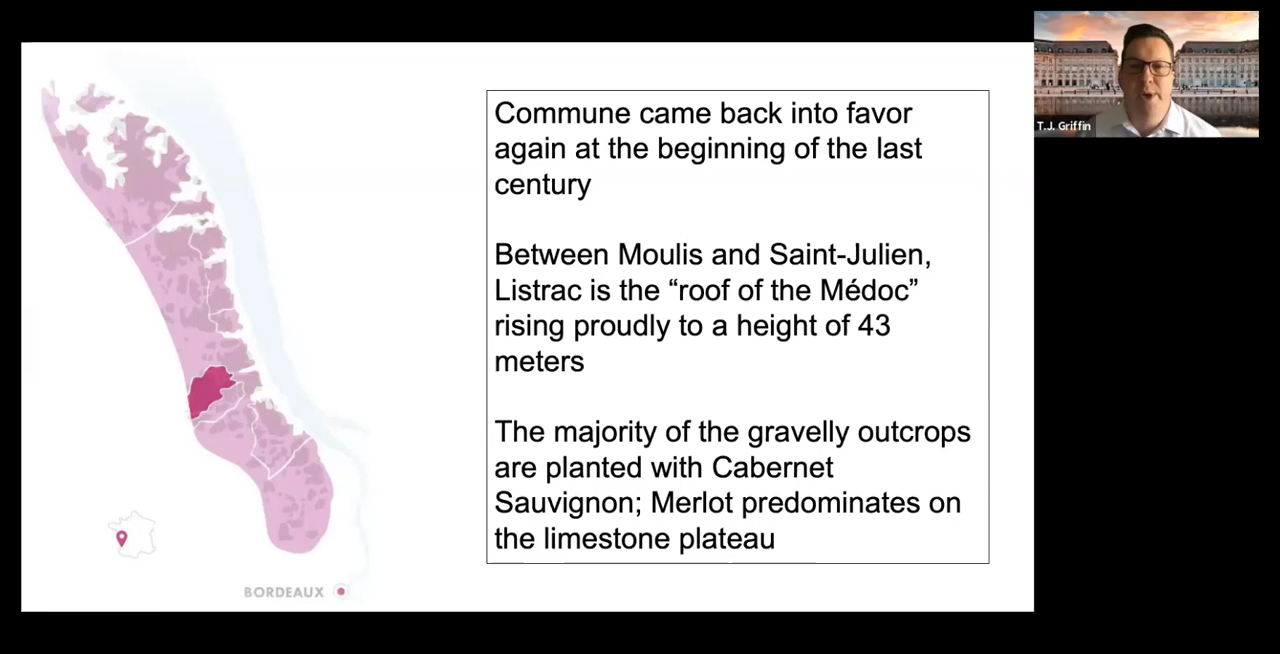 Commune came back into favor
again at the beginning of the last
century
Between Moulis and Saint-Julien,
Listrac is the “roof of the Médoc”
rising proudly to a height of 43
meters
The majority of the gravelly outcrops
are planted with Cabernet
Sauvignon; Merlot predominates on
the limestone plateau
BORDEAUX
T.J. Griffin